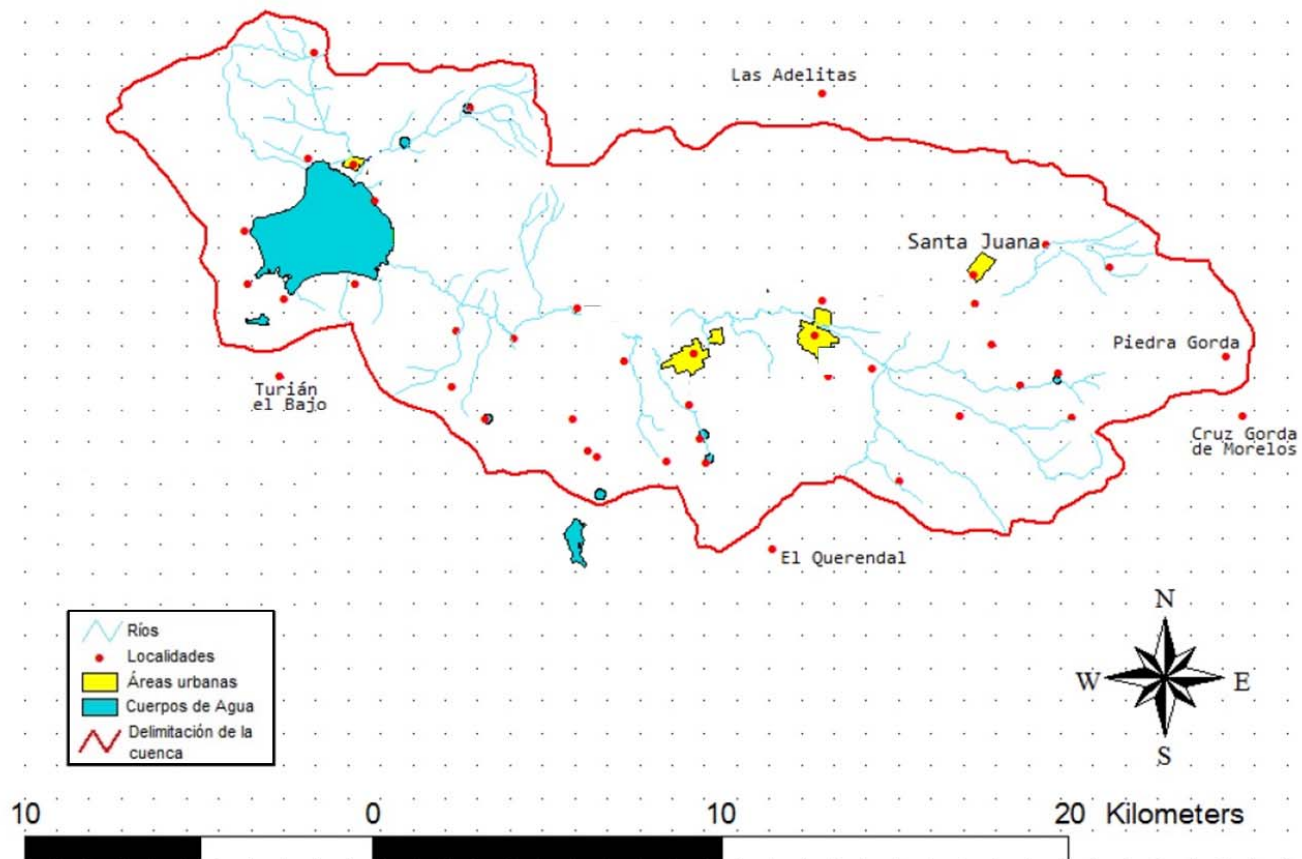 Las Adelitas
Santa Juana
Piedra Gorda
Turián
el Bajo
Cruz Gorda
de Morelos
El Querendal
Ríos
Localidades
Áreas urbanas
Cuerpos de Agua
Delimitación de la
cuenca
N
W E
S
10 0 10 20 Kilometers